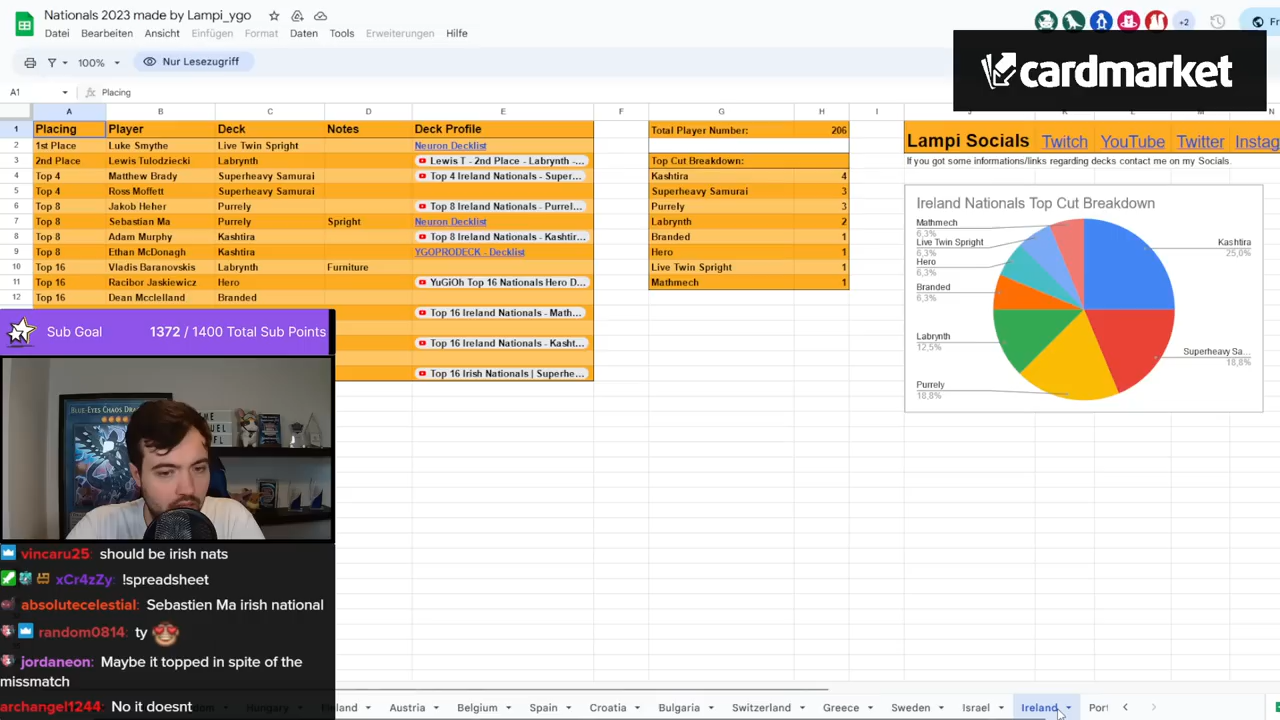 Nationals 2023 made by Lampi_ygo
Datei Bearbeiten Ansicht Einfügen Format Daten Tools Erweiterungen Hilfe
+2
Fr
100% Nur Lesezugriff
cardmarket
A1 Placing
A B C D E F G H I J K L M N
1 Placing Player Deck Notes Deck Profile Total Player Number: 206 Lampi Socials Twitch YouTube Twitter Instag
2 1st Place Luke Smythe Live Twin Spright Neuron Decklist
3 2nd Place Lewis Tulodziecki Labrynth Lewis T - 2nd Place - Labrynth -... Top Cut Breakdown: If you got some informations/links regarding decks contact me on my Socials.
4 Top 4 Matthew Brady Superheavy Samurai Top 4 Ireland Nationals - Super... Kashtira 4
5 Top 4 Ross Moffett Superheavy Samurai Superheavy Samurai 3
6 Top 8 Jakob Heher Purrely Top 8 Ireland Nationals - Purrel... Purrely 3
7 Top 8 Sebastian Ma Purrely Spright Neuron Decklist Labrynth 2
8 Top 8 Adam Murphy Kashtira Top 8 Ireland Nationals - Kashtir... Branded 1
9 Top 8 Ethan McDonagh Kashtira YGOPRODECK - Decklist Hero 1
10 Top 16 Vladis Baranovskis Labrynth Furniture Live Twin Spright 1
11 Top 16 Racibor Jaskiewicz Hero YuGiOh Top 16 Nationals Hero D... Mathmech 1
12 Top 16 Dean Mcclelland Branded
Top 16 Ireland Nationals - Math...
Top 16 Ireland Nationals - Kasht...
Top 16 Irish Nationals | Superhe...
Ireland Nationals Top Cut Breakdown
Mathmech
6,3%
Live Twin Spright
6,3%
Hero
6,3%
Branded
6,3%
Labrynth
12,5%
Purrely
18,8%
Kashtira
25,0%
Superheavy Sa...
18,8%
Sub Goal 1372 / 1400 Total Sub Points
BLUE-EYES CHAOS DRA
vincaru25: should be irish nats
xCr4zZy: !spreadsheet
absolutecelestial: Sebastien Ma irish national
random0814: ty
jordaneon: Maybe it topped in spite of the
missmatch
archangel1244: No it doesnt
Hungary Finland Austria Belgium Spain Croatia Bulgaria Switzerland Greece Sweden Israel Ireland Port